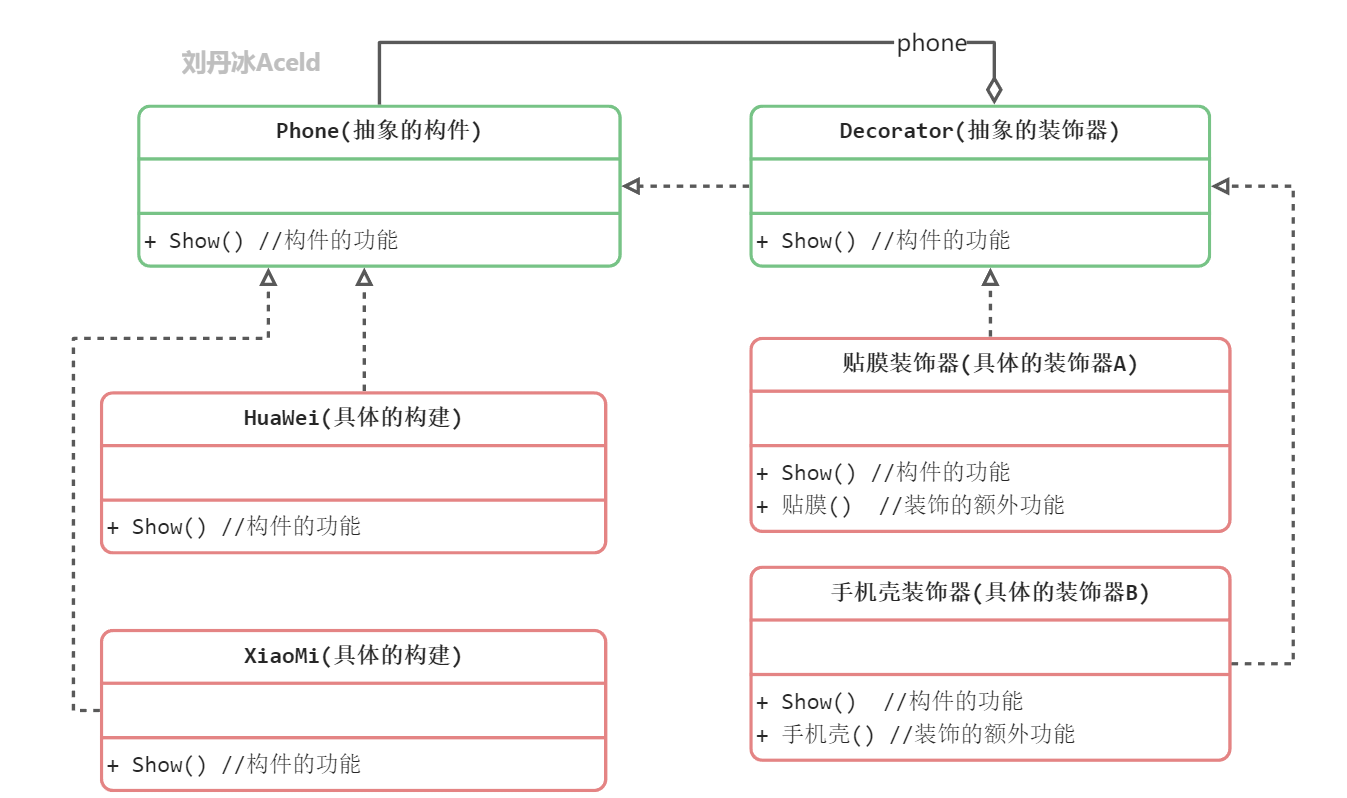 刘丹冰Aceld
phone
Phone(抽象的构件)
+ Show() //构件的功能
Decorator(抽象的装饰器)
+ Show() //构件的功能
HuaWei(具体的构建)
+ Show() //构件的功能
XiaoMi(具体的构建)
+ Show() //构件的功能
贴膜装饰器(具体的装饰器A)
+ Show() //构件的功能
+ 贴膜() //装饰的额外功能
手机壳装饰器(具体的装饰器B)
+ Show() //构件的功能
+ 手机壳() //装饰的额外功能